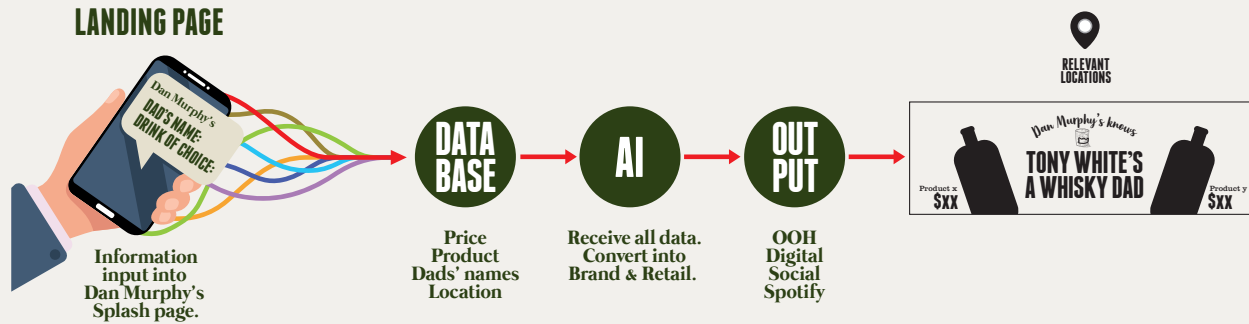 LANDING PAGE
Dan Murphy's
DAD'S NAME:
DRINK OF CHOICE:
Information
input into
Dan Murphy's
Splash page.
DATA
BASE
Price
Product
Dads' names
Location
AI
Receive all data.
Convert into
Brand & Retail.
OUT
PUT
OOH
Digital
Social
Spotify
RELEVANT
LOCATIONS
Dan Murphy's knows
TONY WHITE'S
A WHISKY DAD
Product x
$XX
Product y
$XX